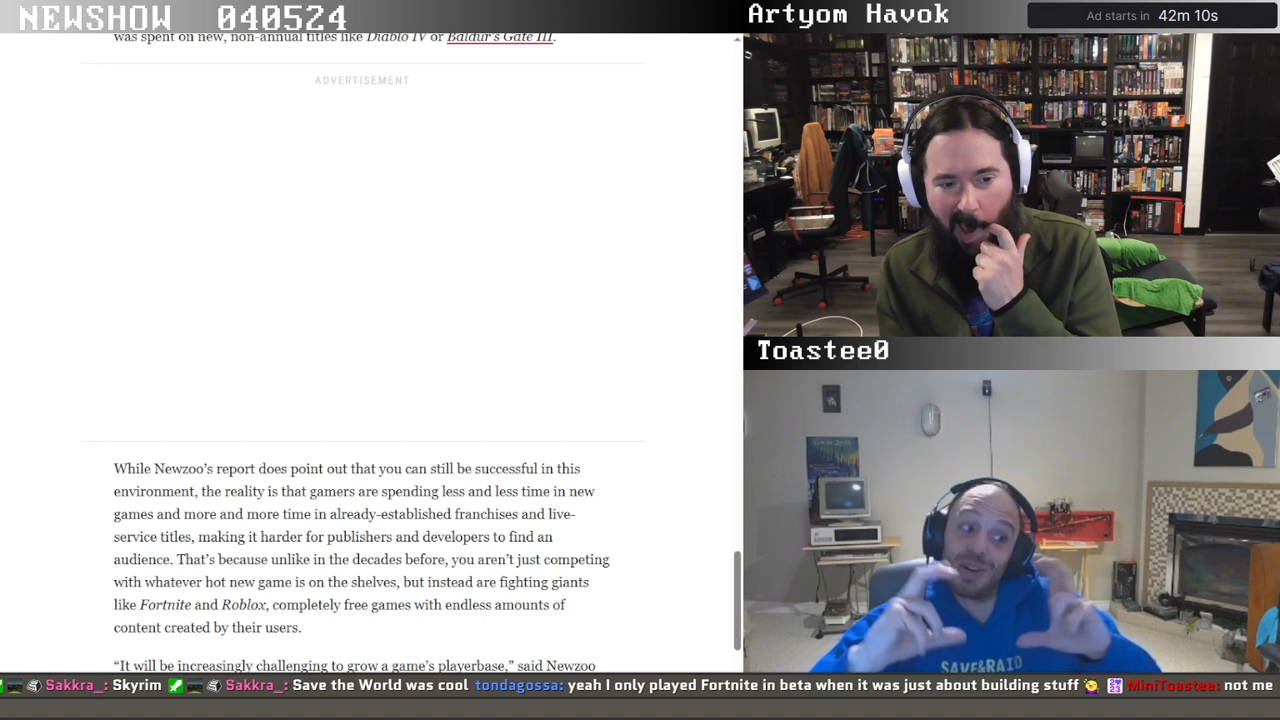 NEWSHOW 040524
Artyom Havok
Ad starts in 42m 10s
was spent on new, non-annual titles like Diablo IV or Baldur's Gate III.
ADVERTISEMENT
Toastee0
While Newzoo's report does point out that you can still be successful in this
environment, the reality is that gamers are spending less and less time in new
games and more and more time in already-established franchises and live-
service titles, making it harder for publishers and developers to find an
audience. That's because unlike in the decades before, you aren't just competing
with whatever hot new game is on the shelves, but instead are fighting giants
like Fortnite and Roblox, completely free games with endless amounts of
content created by their users.
“It will be increasingly challenging to grow a game's playerbase,” said Newzoo
SAVE&RAID
Sakkra_: Skyrim Sakkra_: Save the World was cool tondagossa: yeah I only played Fortnite in beta when it was just about building stuff MiniToastee: not me